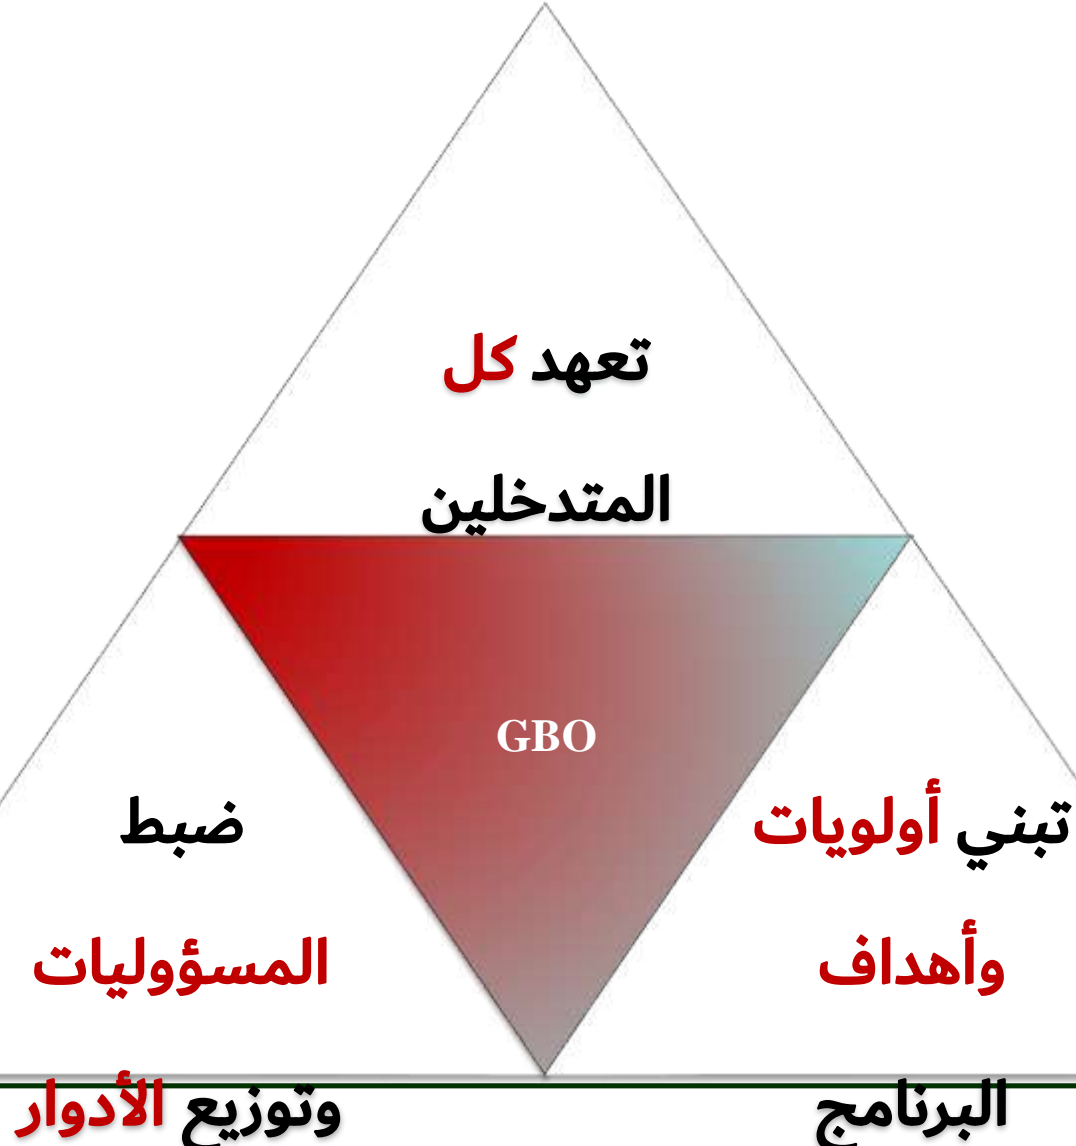 تعهد كل
المتدخلين
GBO
تبني أولويات
وأهداف
البرنامج
ضبط
المسؤوليات
وتوزيع الأدوار